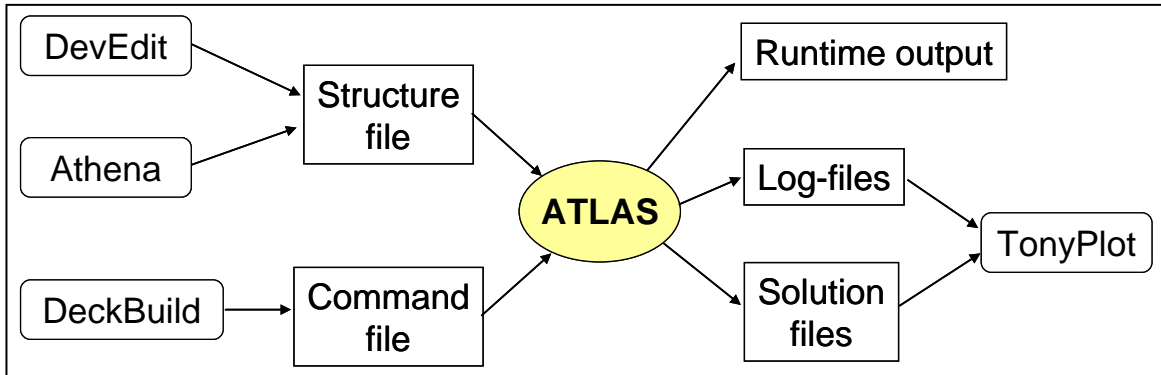 DevEdit
Athena
DeckBuild
Structure
file
Command
file
ATLAS
Runtime output
Log-files
Solution
files
TonyPlot